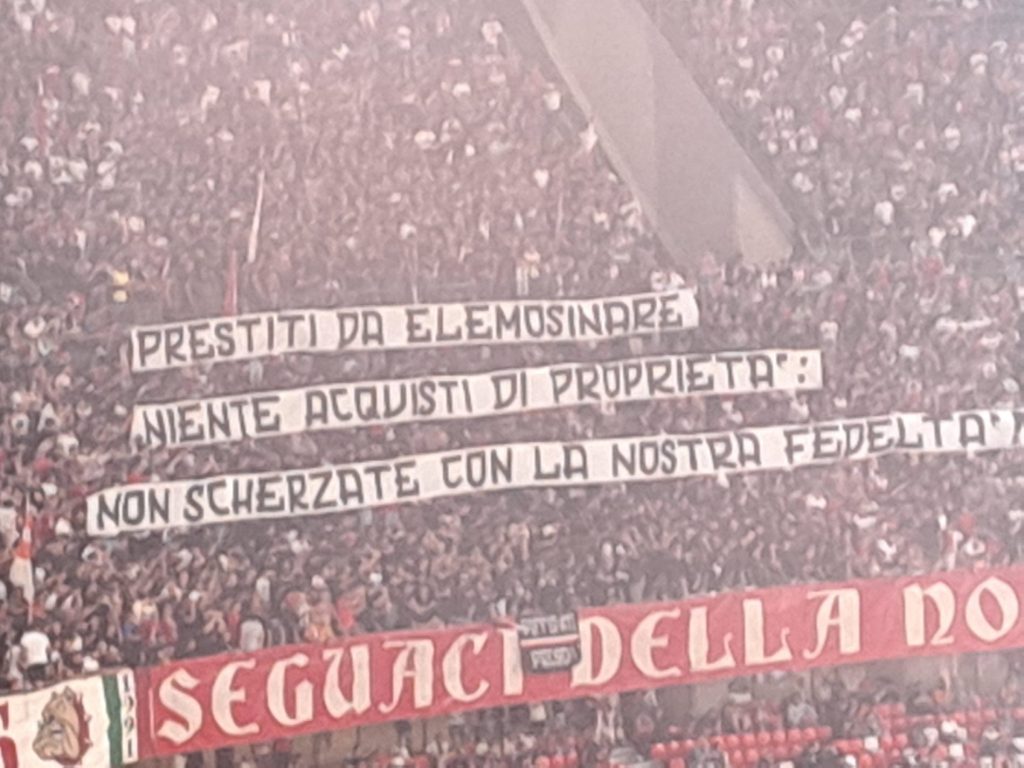 PRESTITI DA ELEMOSINARE
NIENTE ACQUISTI DI PROPRIETA':
NON SCHERZATE CON LA NOSTRA FEDELTA'
SEGUACI DELLA NO